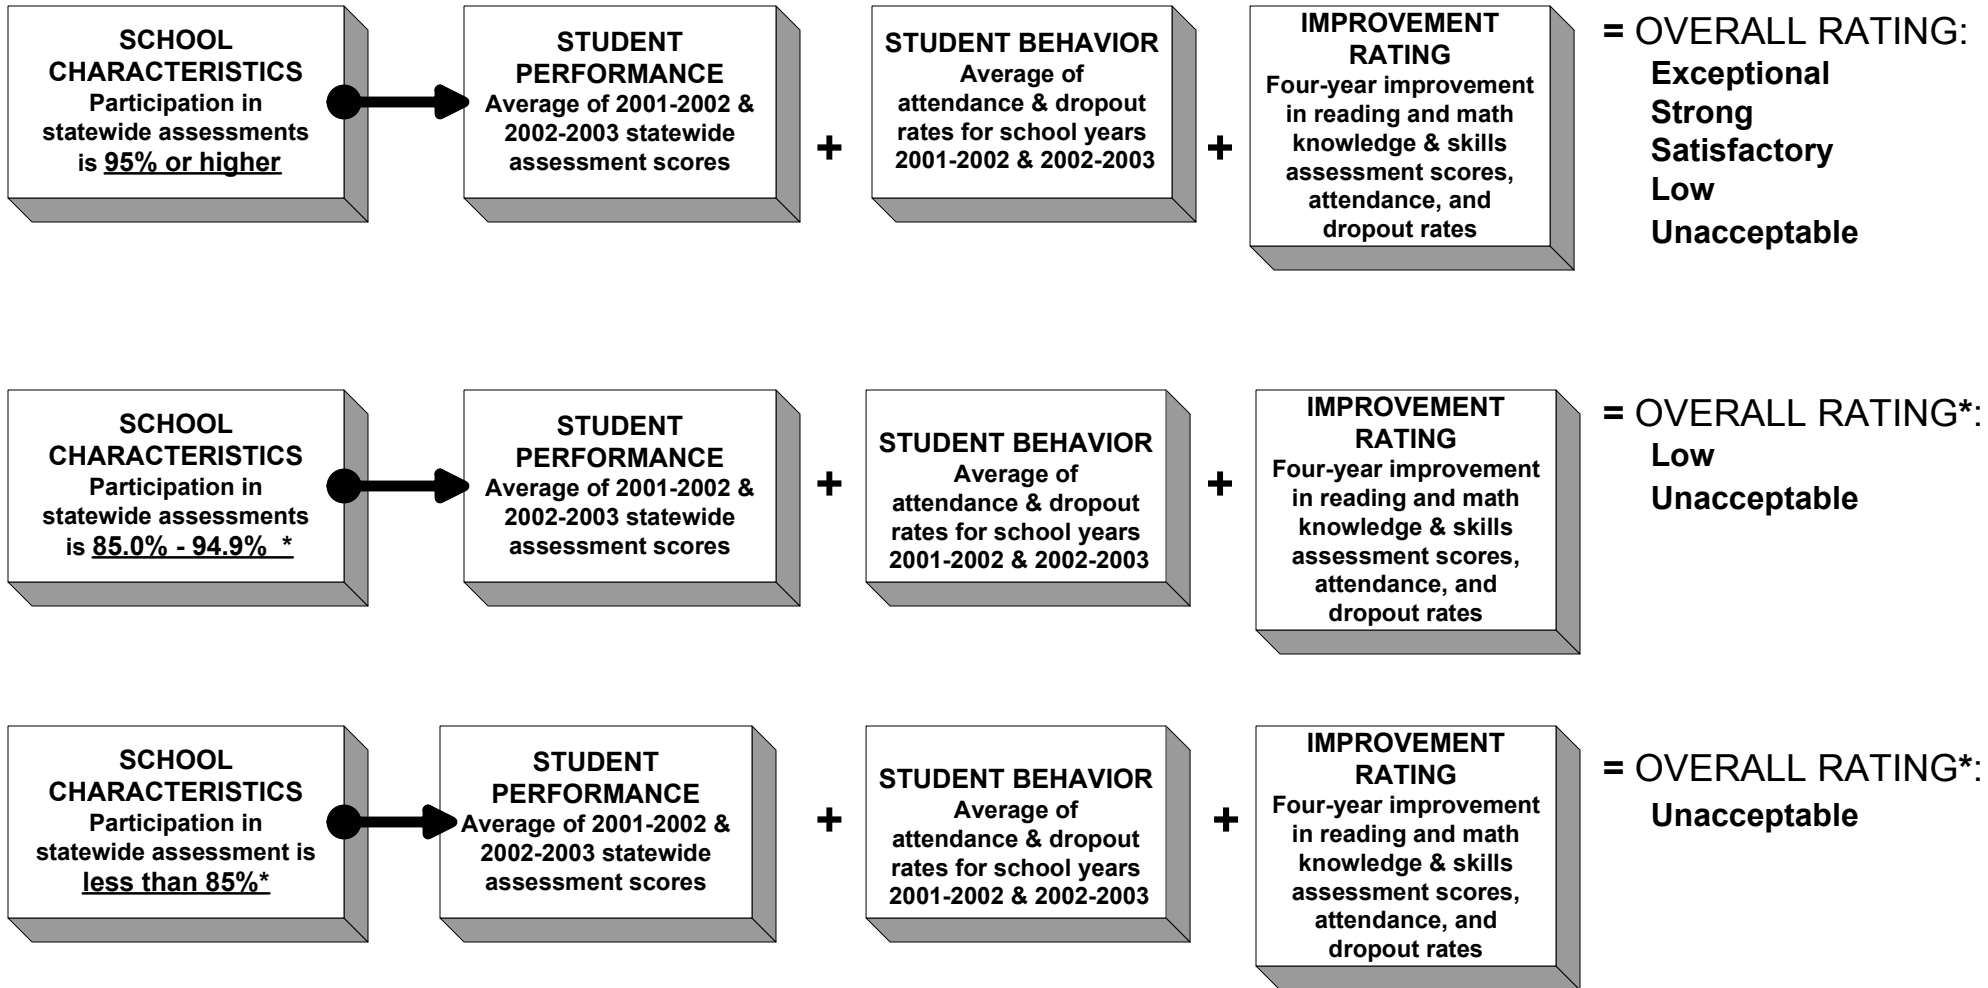 SCHOOL
CHARACTERISTICS
Participation in
statewide assessments
is 95% or higher
STUDENT
PERFORMANCE
Average of 2001-2002 &
2002-2003 statewide
assessment scores
+
STUDENT BEHAVIOR
Average of
attendance & dropout
rates for school years
2001-2002 & 2002-2003
+
IMPROVEMENT
RATING
Four-year improvement
in reading and math
knowledge & skills
assessment scores,
attendance, and
dropout rates
= OVERALL RATING:
Exceptional
Strong
Satisfactory
Low
Unacceptable
SCHOOL
CHARACTERISTICS
Participation in
statewide assessments
is 85.0% - 94.9% *
STUDENT
PERFORMANCE
Average of 2001-2002 &
2002-2003 statewide
assessment scores
+
STUDENT BEHAVIOR
Average of
attendance & dropout
rates for school years
2001-2002 & 2002-2003
+
IMPROVEMENT
RATING
Four-year improvement
in reading and math
knowledge & skills
assessment scores,
attendance, and
dropout rates
= OVERALL RATING*:
Low
Unacceptable
SCHOOL
CHARACTERISTICS
Participation in
statewide assessment is
less than 85%*
STUDENT
PERFORMANCE
Average of 2001-2002 &
2002-2003 statewide
assessment scores
+
STUDENT BEHAVIOR
Average of
attendance & dropout
rates for school years
2001-2002 & 2002-2003
+
IMPROVEMENT
RATING
Four-year improvement
in reading and math
knowledge & skills
assessment scores,
attendance, and
dropout rates
= OVERALL RATING*:
Unacceptable